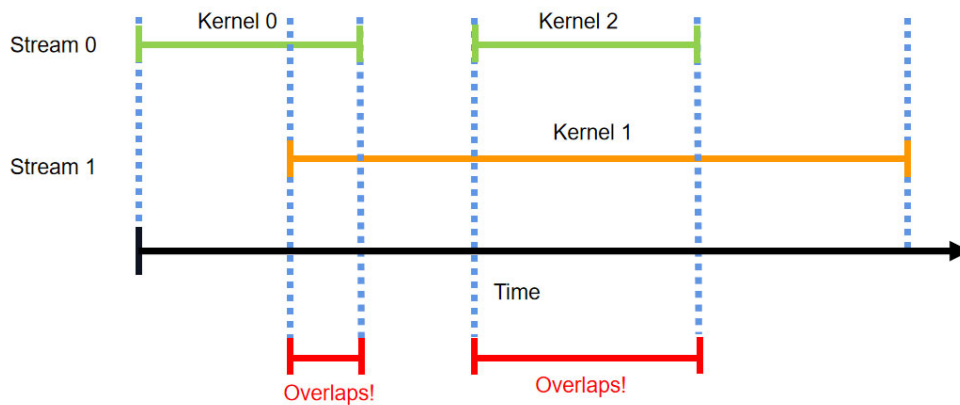 Kernel 0
Kernel 2
Stream 0
Kernel 1
Stream 1
Time
Overlaps!
Overlaps!